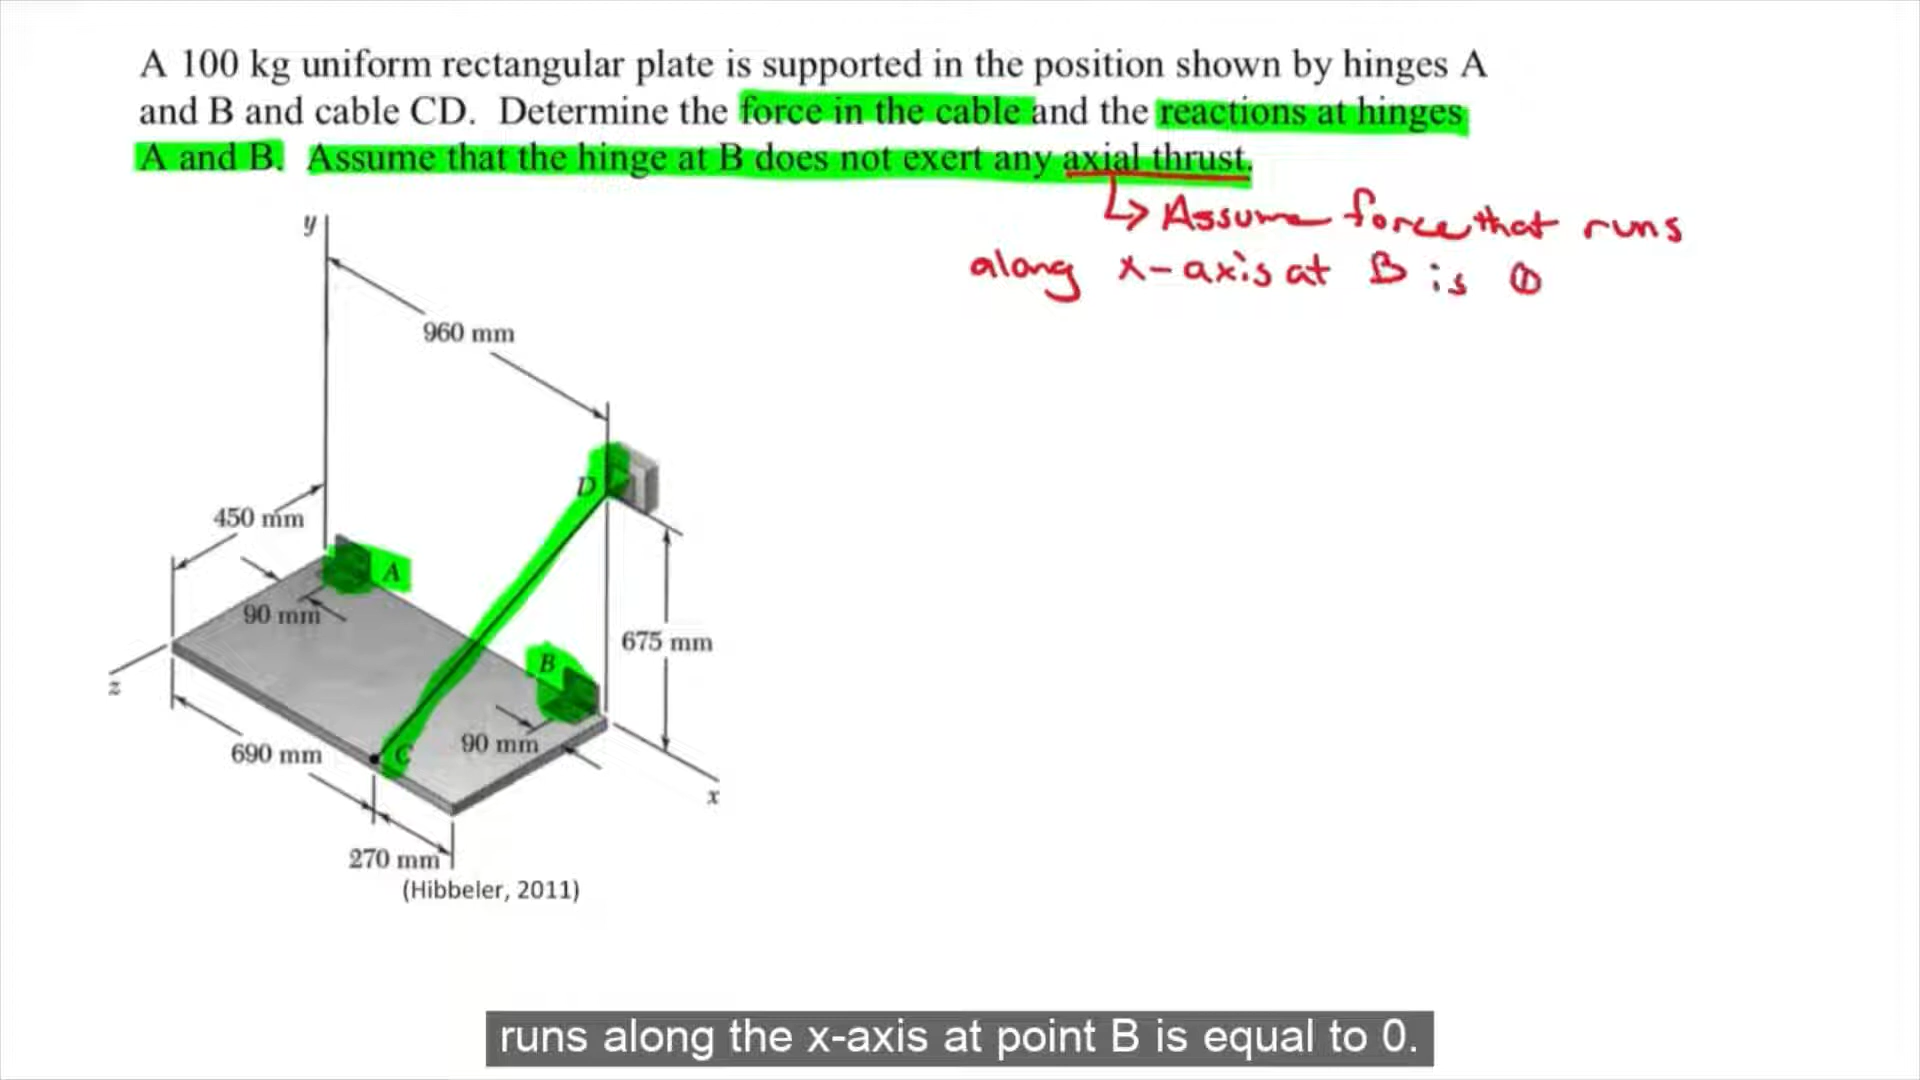 A 100 kg uniform rectangular plate is supported in the position shown by hinges A
and B and cable CD. Determine the force in the cable and the reactions at hinges
A and B. Assume that the hinge at B does not exert any axial thrust.
↳ Assume force that runs
along x-axis at B is 0
y
960 mm
D
450 mm
A
90 mm
675 mm
B
z
90 mm
690 mm
C
x
270 mm
(Hibbeler, 2011)
runs along the x-axis at point B is equal to 0.